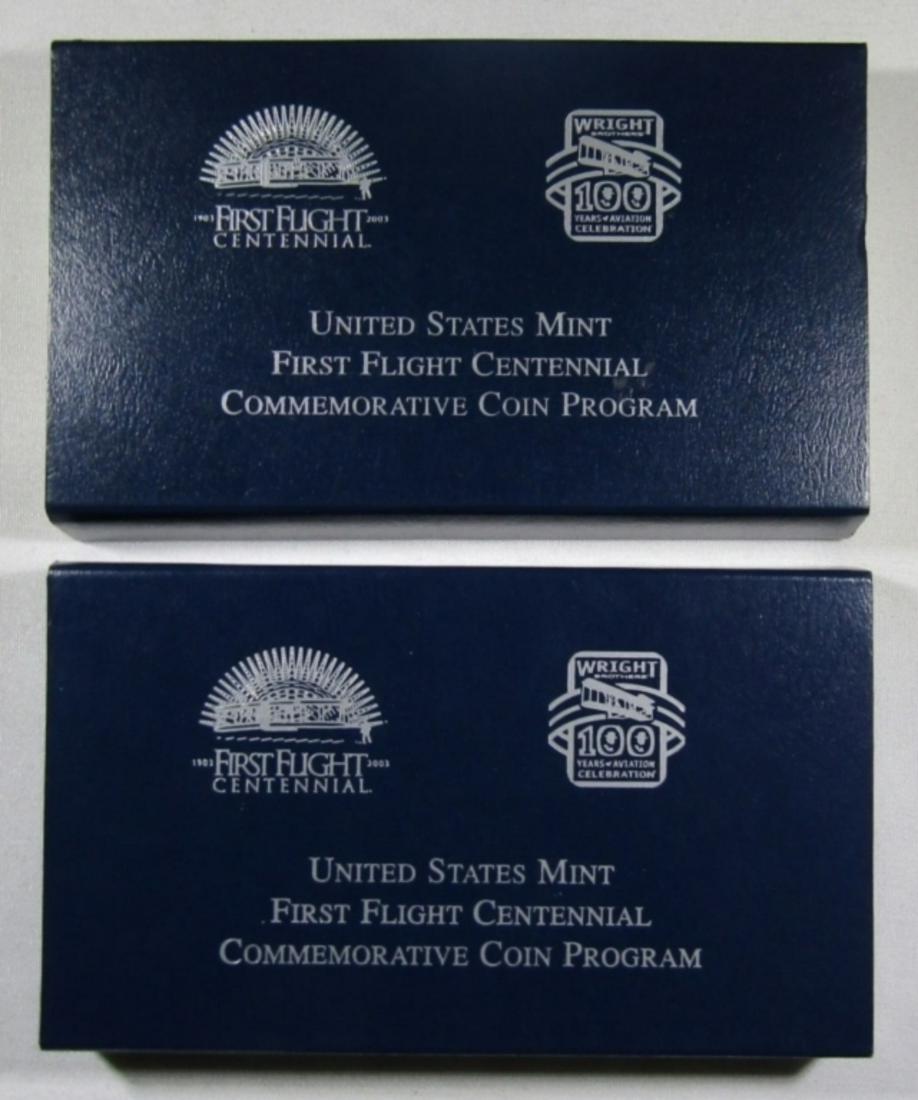 1903 FIRST FLIGHT 2003
CENTENNIAL
WRIGHT
BROTHERS
100
YEARS of AVIATION
CELEBRATION
UNITED STATES MINT
FIRST FLIGHT CENTENNIAL
COMMEMORATIVE COIN PROGRAM
1903 FIRST FLIGHT 2003
CENTENNIAL
WRIGHT
BROTHERS
100
YEARS of AVIATION
CELEBRATION
UNITED STATES MINT
FIRST FLIGHT CENTENNIAL
COMMEMORATIVE COIN PROGRAM